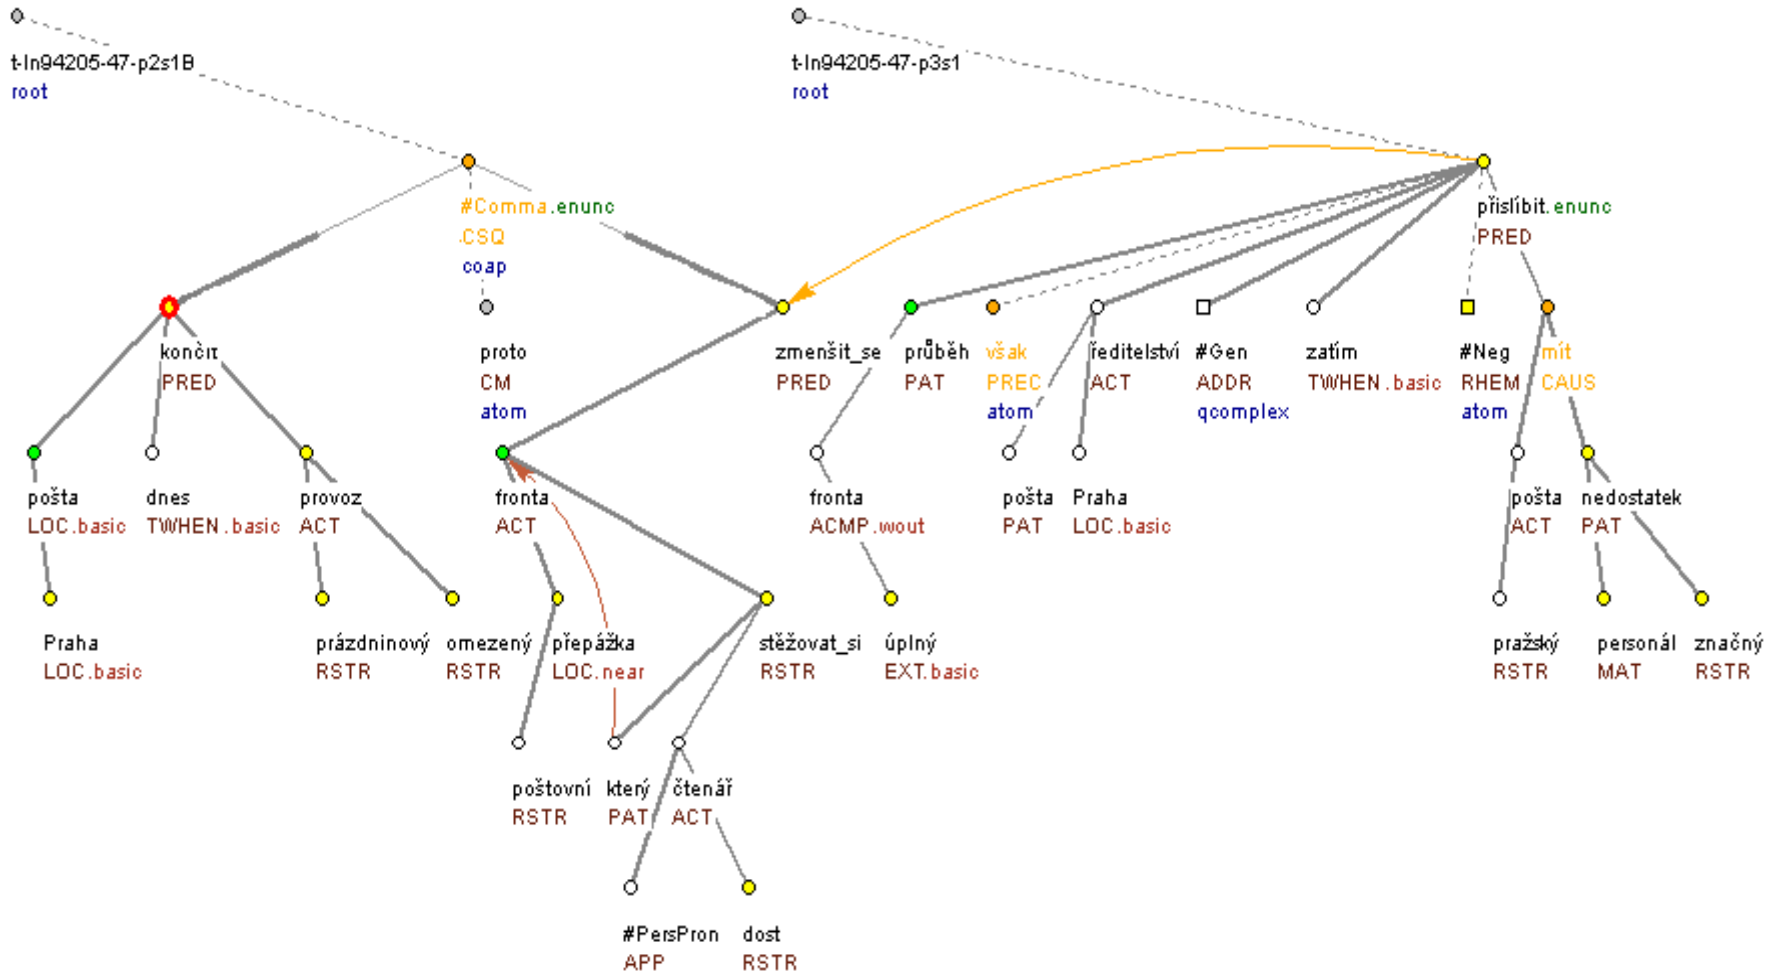 t-ln94205-47-p2s1B
root
t-ln94205-47-p3s1
root
#Comma.enunc
.CSQ
coap
přislíbit.enunc
PRED
končit
PRED
proto
CM
atom
zmenšit_se
PRED
průběh
PAT
však
PREC
atom
ředitelství
ACT
#Gen
ADDR
qcomplex
zatím
TWHEN.basic
#Neg
RHEM
atom
mít
CAUS
pošta
LOC.basic
dnes
TWHEN.basic
provoz
ACT
fronta
ACT
fronta
ACMP.wout
pošta
PAT
Praha
LOC.basic
pošta
ACT
nedostatek
PAT
Praha
LOC.basic
prázdninový
RSTR
omezený
RSTR
přepážka
LOC.near
stěžovat_si
RSTR
úplný
EXT.basic
pražský
RSTR
personál
MAT
značný
RSTR
poštovní
RSTR
který
PAT
čtenář
ACT
#PersPron
APP
dost
RSTR